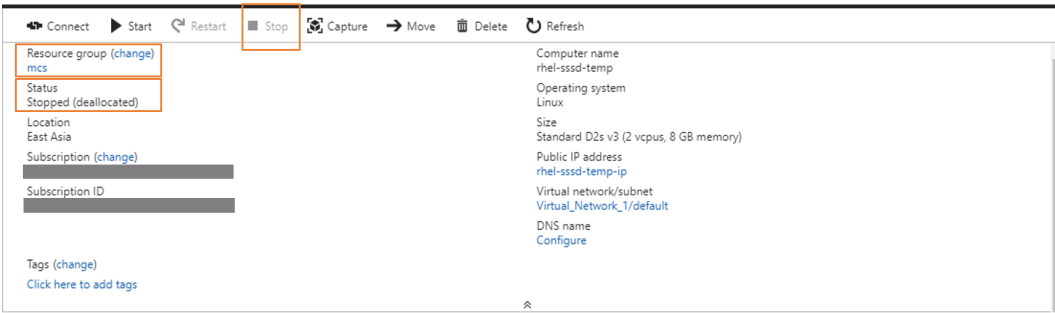 Connect Start Restart Stop Capture Move Delete Refresh
Resource group (change)
mcs
Status
Stopped (deallocated)
Location
East Asia
Subscription (change)
Subscription ID
Tags (change)
Click here to add tags
Computer name
rhel-sssd-temp
Operating system
Linux
Size
Standard D2s v3 (2 vcpus, 8 GB memory)
Public IP address
rhel-sssd-temp-ip
Virtual network/subnet
Virtual_Network_1/default
DNS name
Configure